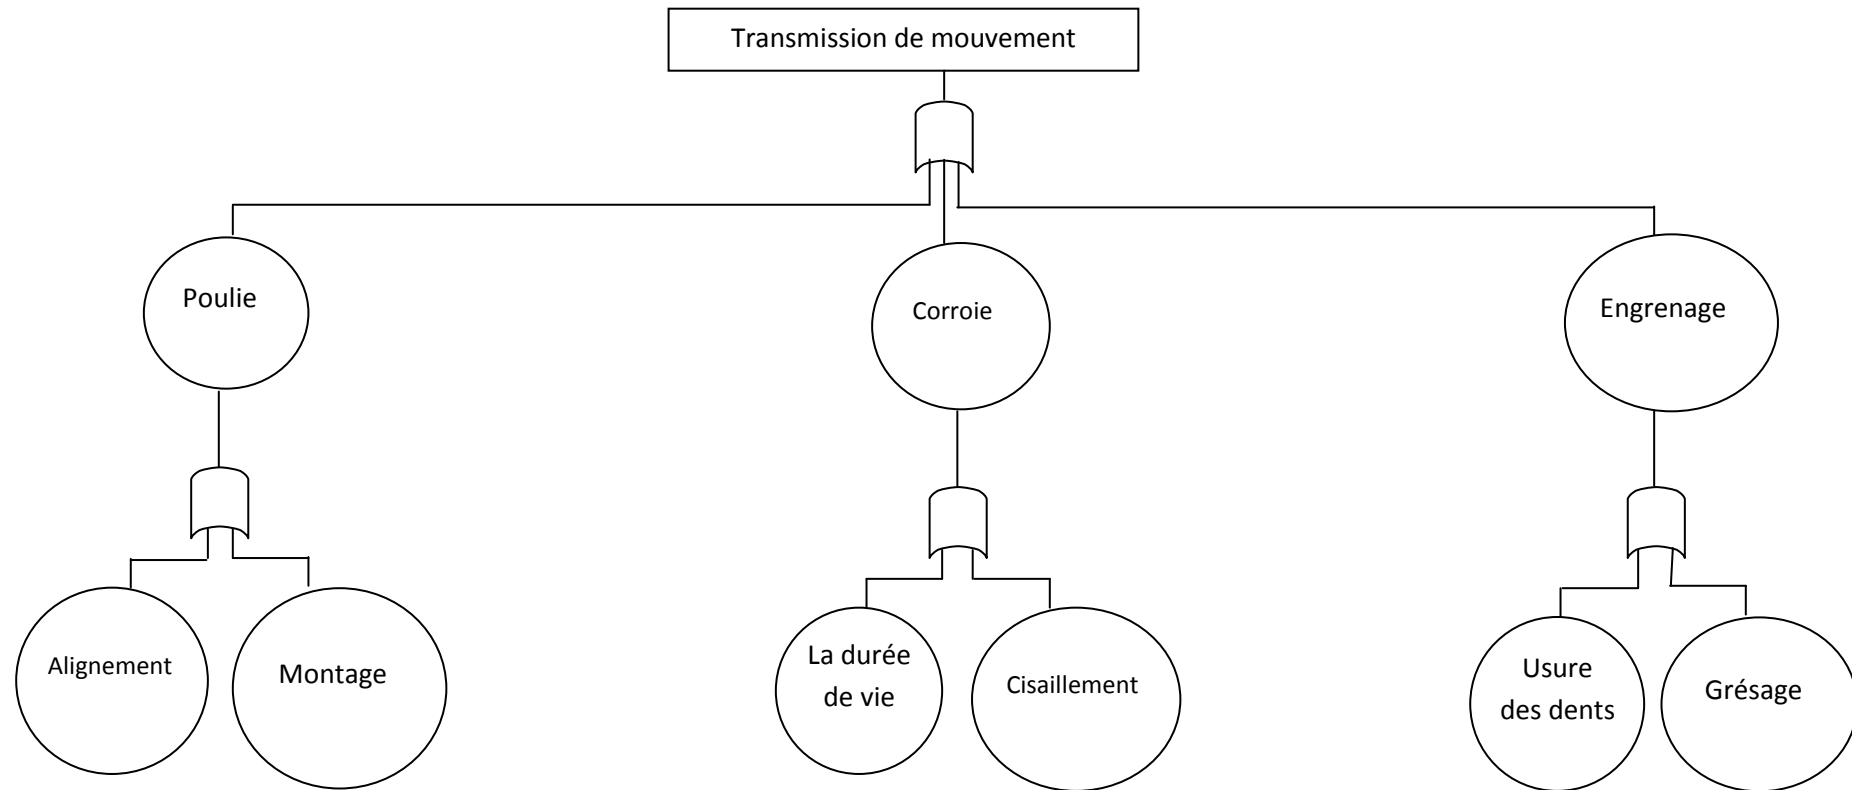 Transmission de mouvement
Poulie
Corroie
Engrenage
Alignement
Montage
La durée
de vie
Cisaillement
Usure
des dents
Grésage